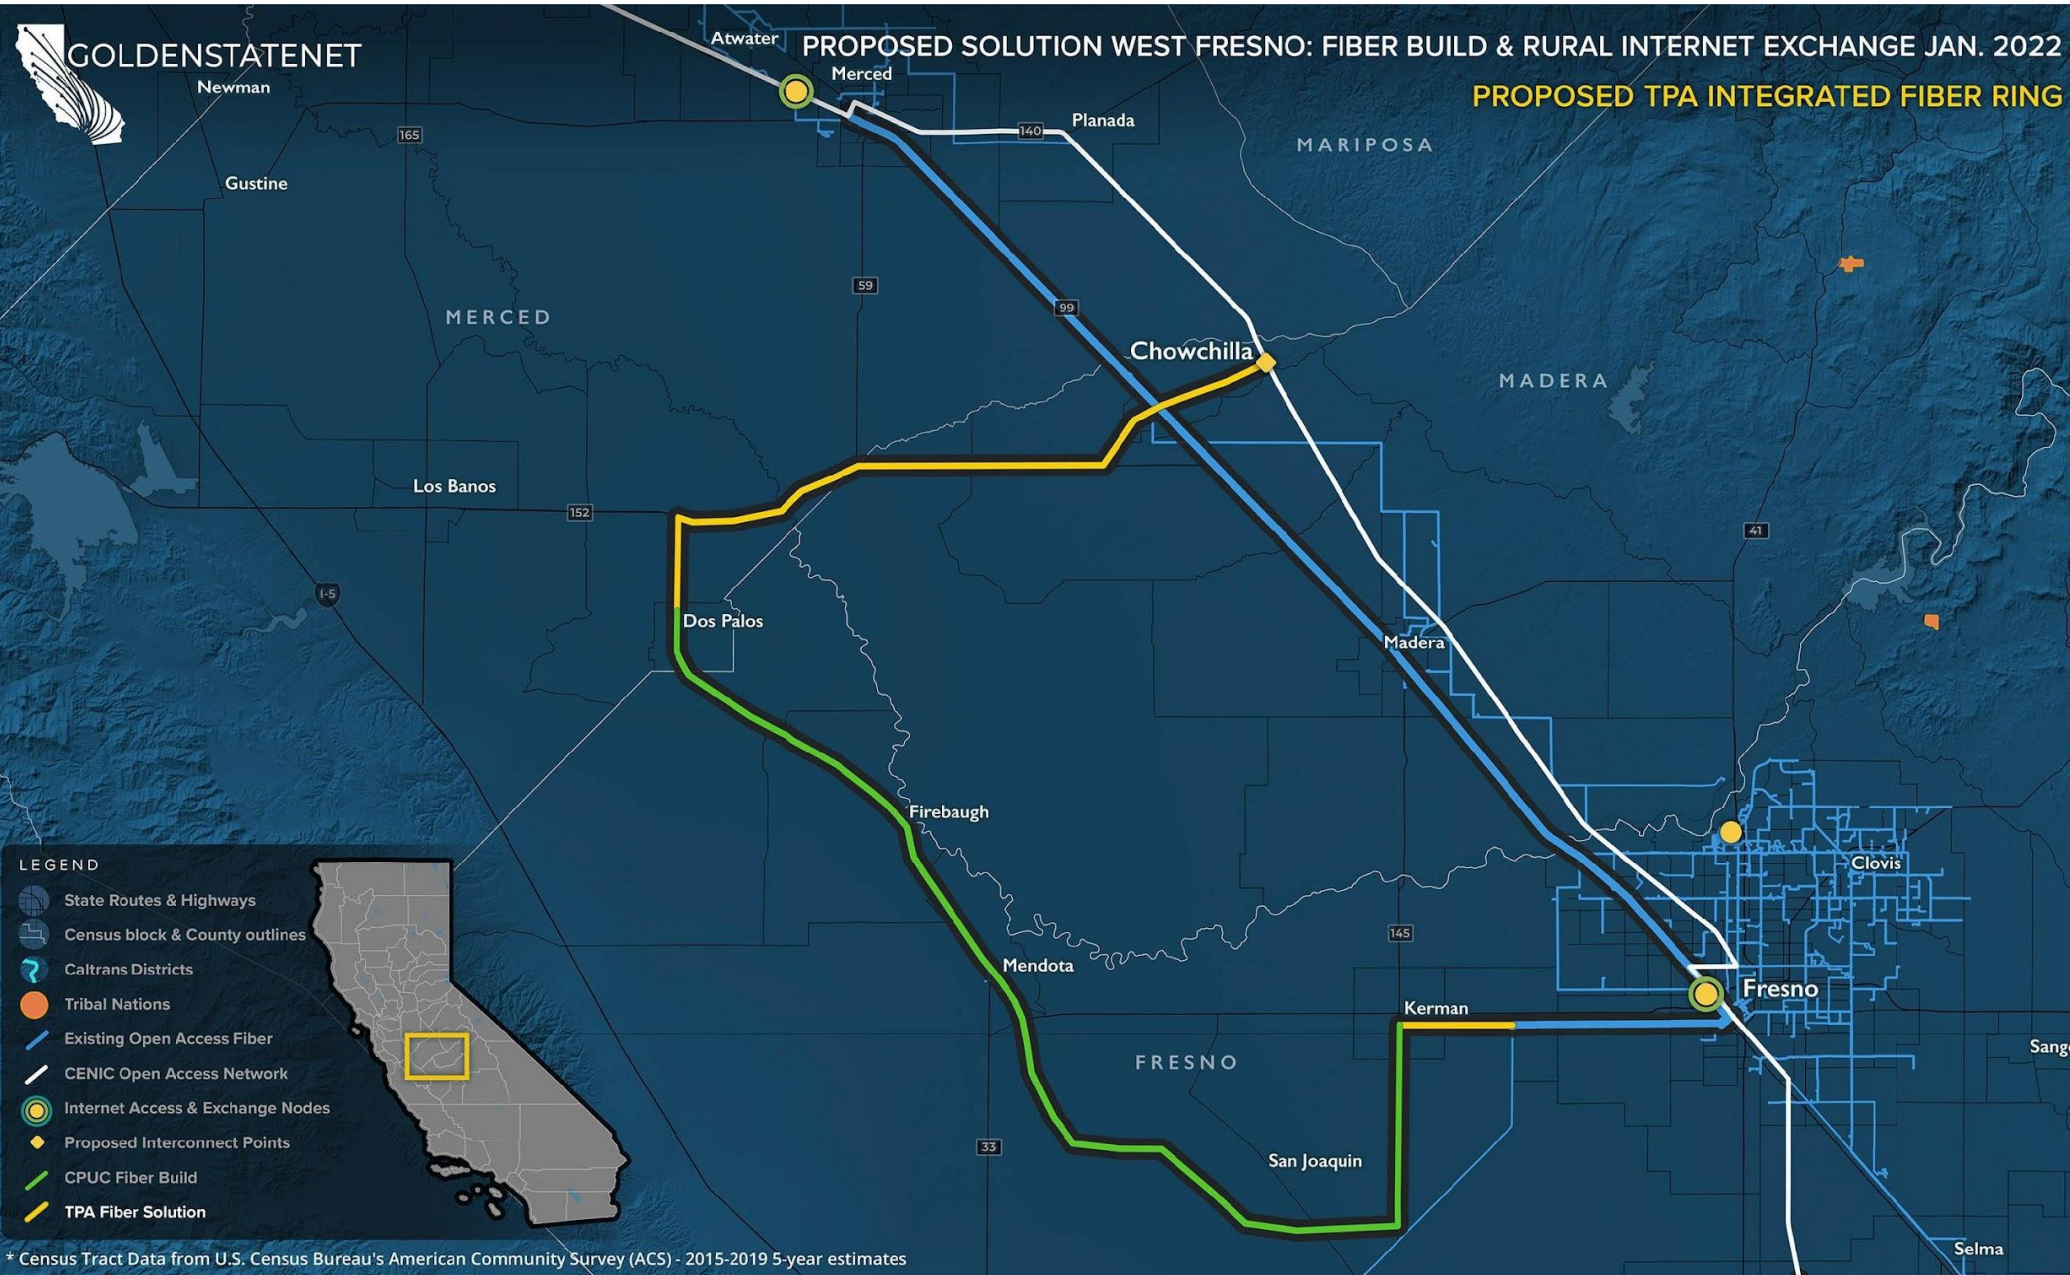 GOLDENSTATENET
PROPOSED SOLUTION WEST FRESNO: FIBER BUILD & RURAL INTERNET EXCHANGE JAN. 2022
PROPOSED TPA INTEGRATED FIBER RING
Atwater
Merced
Newman
Planada
140
165
MARIPOSA
Gustine
59
99
MERCED
Chowchilla
MADERA
Los Banos
152
41
I-5
Dos Palos
Madera
Firebaugh
Clovis
145
Mendota
Fresno
Kerman
Sang
FRESNO
33
San Joaquin
Selma
LEGEND
State Routes & Highways
Census block & County outlines
Caltrans Districts
Tribal Nations
Existing Open Access Fiber
CENIC Open Access Network
Internet Access & Exchange Nodes
Proposed Interconnect Points
CPUC Fiber Build
TPA Fiber Solution
* Census Tract Data from U.S. Census Bureau's American Community Survey (ACS) - 2015-2019 5-year estimates